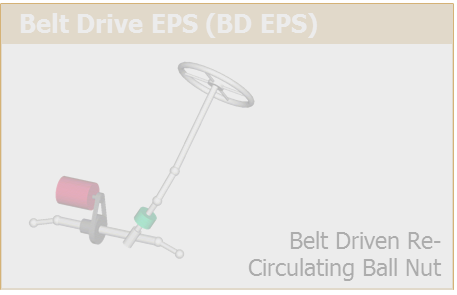 Belt Drive EPS (BD EPS)
Belt Driven Re-
Circulating Ball Nut